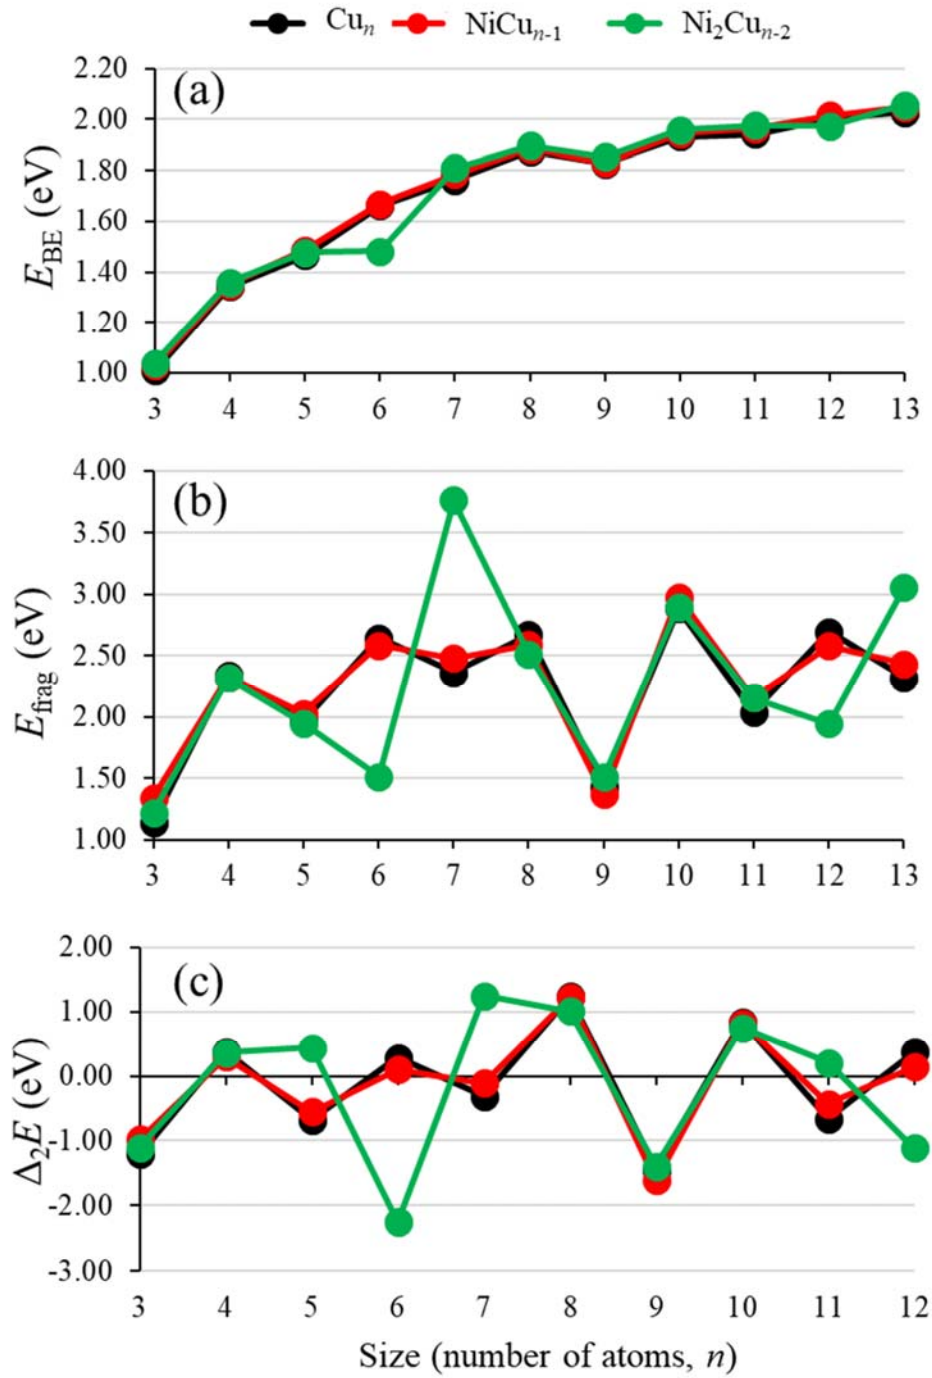 Cuₙ NiCuₙ₋₁ Ni₂Cuₙ₋₂
(a)
E_BE (eV)
2.20
2.00
1.80
1.60
1.40
1.20
1.00
3 4 5 6 7 8 9 10 11 12 13
(b)
E_frag (eV)
4.00
3.50
3.00
2.50
2.00
1.50
1.00
3 4 5 6 7 8 9 10 11 12 13
(c)
Δ₂E (eV)
2.00
1.00
0.00
-1.00
-2.00
-3.00
3 4 5 6 7 8 9 10 11 12
Size (number of atoms, n)